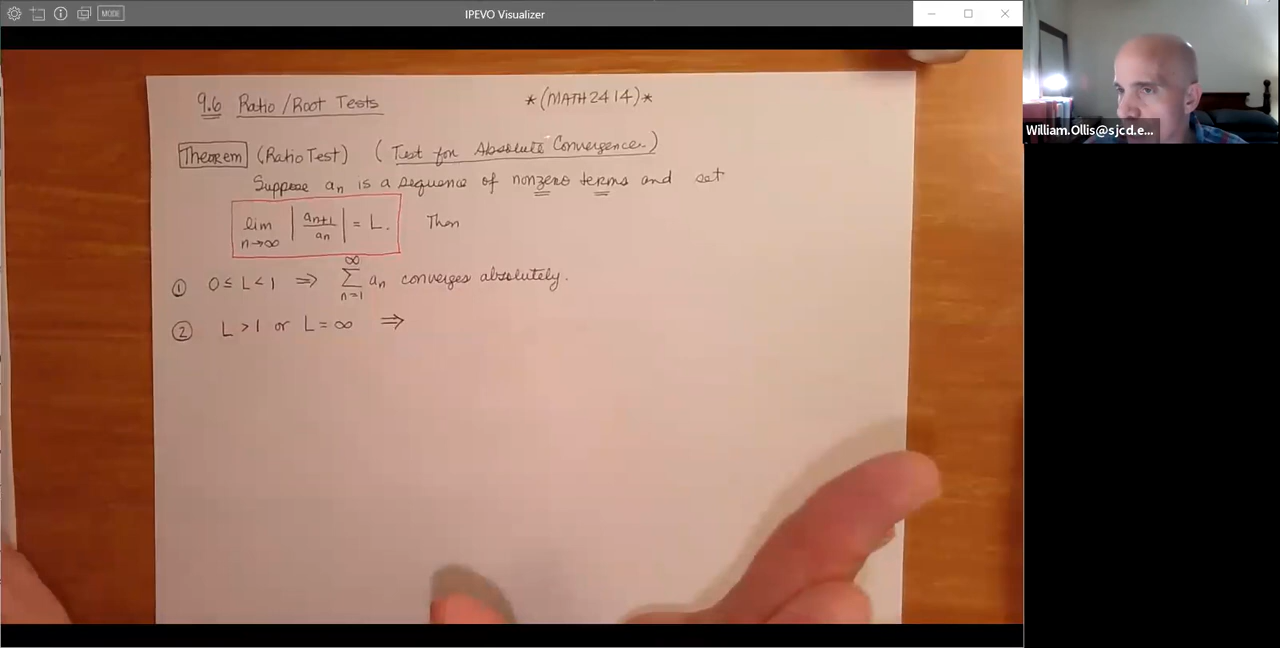 MODE
IPEVO Visualizer
William.Ollis@sjcd.e...
9.6 Ratio/Root Tests
*(MATH 2414)*
Theorem (Ratio Test) (Test for Absolute Convergence)
Suppose an is a sequence of nonzero terms and set
lim n→∞ |an+1/an| = L. Then
① 0 ≤ L < 1 ⇒ ∞ ∑ n=1 an converges absolutely.
② L > 1 or L = ∞ ⇒